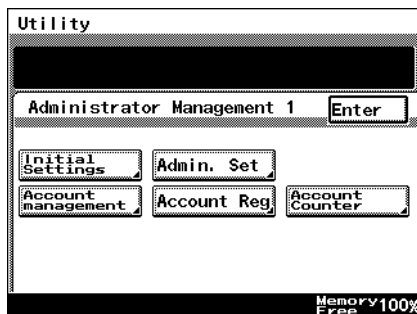 Utility
Administrator Management 1
Enter
Initial
Settings
Admin. Set
Account
management
Account Reg
Account
Counter
Memory
Free 100%